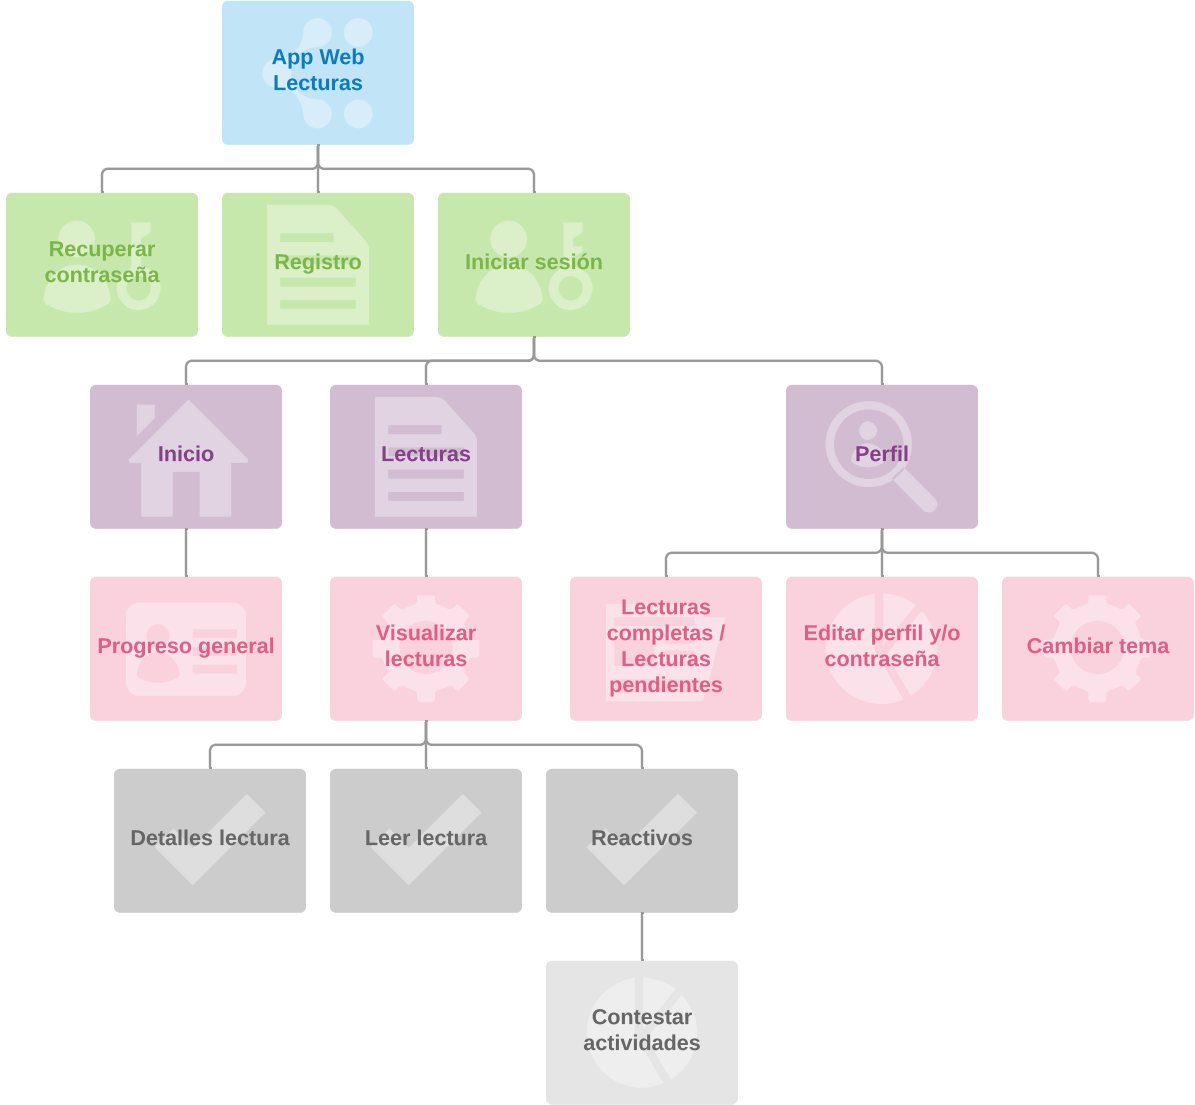 App Web
Lecturas
Recuperar
contraseña
Registro
Iniciar sesión
Inicio
Lecturas
Perfil
Progreso general
Visualizar
lecturas
Lecturas
completas /
Lecturas
pendientes
Editar perfil y/o
contraseña
Cambiar tema
Detalles lectura
Leer lectura
Reactivos
Contestar
actividades